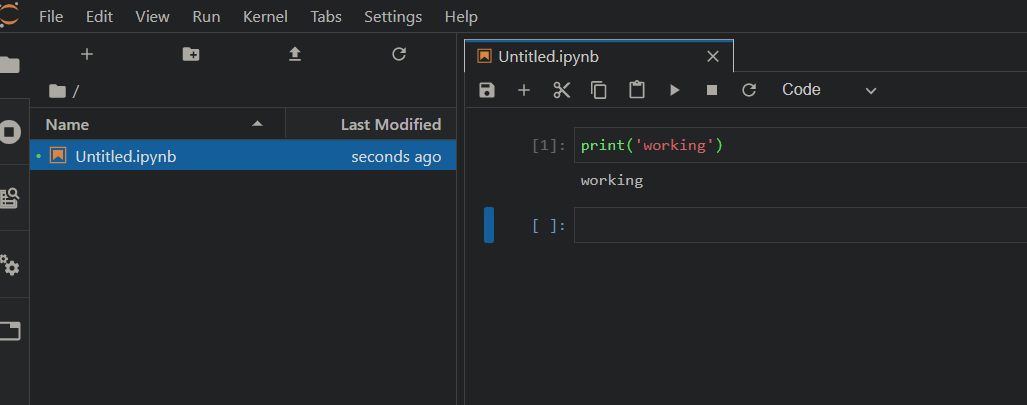 File Edit View Run Kernel Tabs Settings Help
/
Name Last Modified
Untitled.ipynb seconds ago
Untitled.ipynb
Code
[1]: print('working')
working
[ ]: